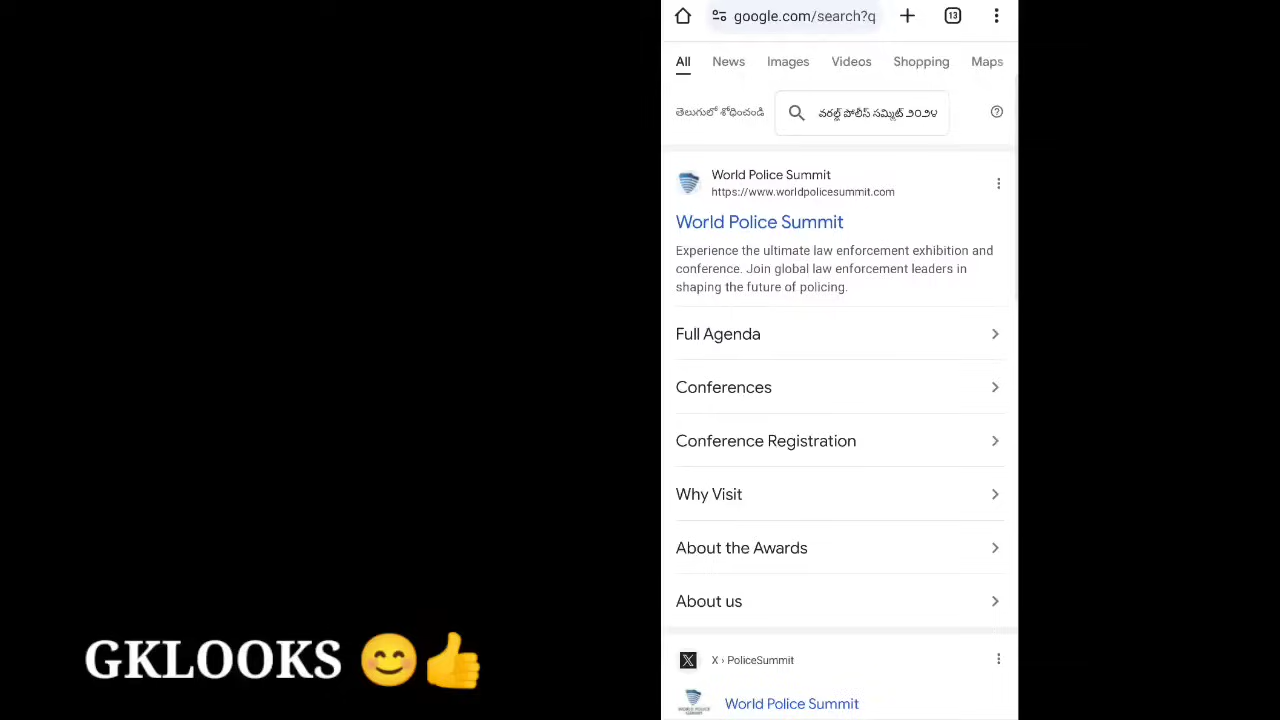 google.com/search?q
13
All News Images Videos Shopping Maps
తెలుగులో శోధించండి
వరల్డ్ పోలీస్ సమ్మిట్ ౨౦౨౪
World Police Summit
https://www.worldpolicesummit.com
World Police Summit
Experience the ultimate law enforcement exhibition and
conference. Join global law enforcement leaders in
shaping the future of policing.
Full Agenda
Conferences
Conference Registration
Why Visit
About the Awards
About us
X › PoliceSummit
World Police Summit
GKLOOKS 😊👍